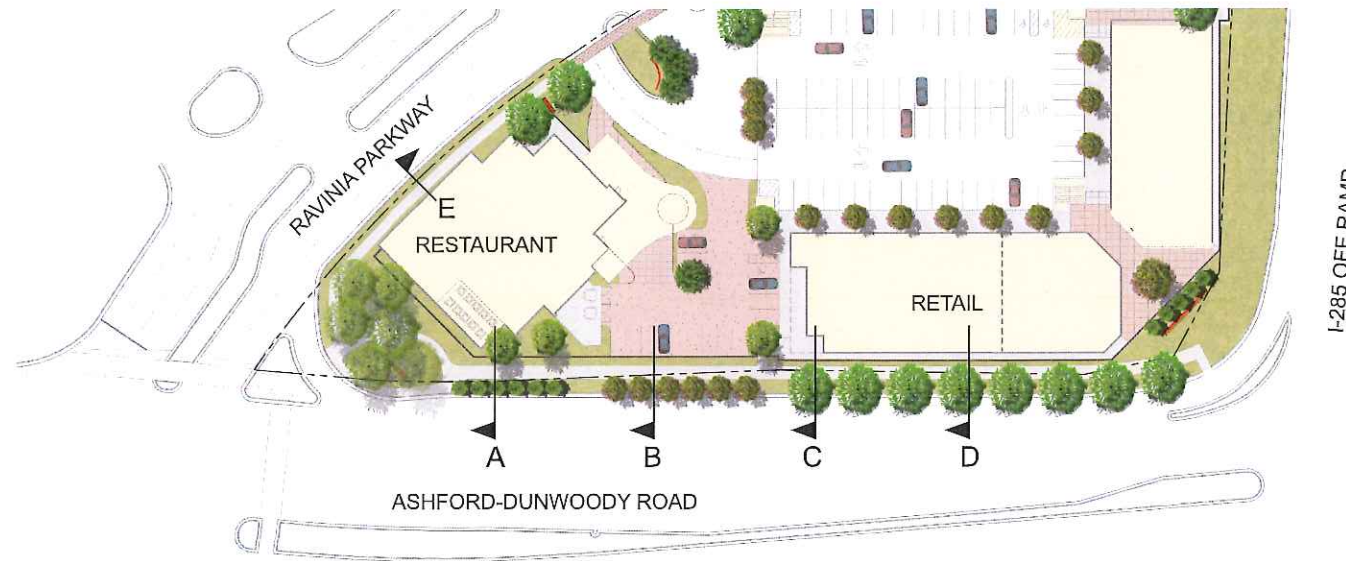 RAVINIA PARKWAY
E
RESTAURANT
RETAIL
I-285 OFF RAMP
A
B
C
D
ASHFORD-DUNWOODY ROAD